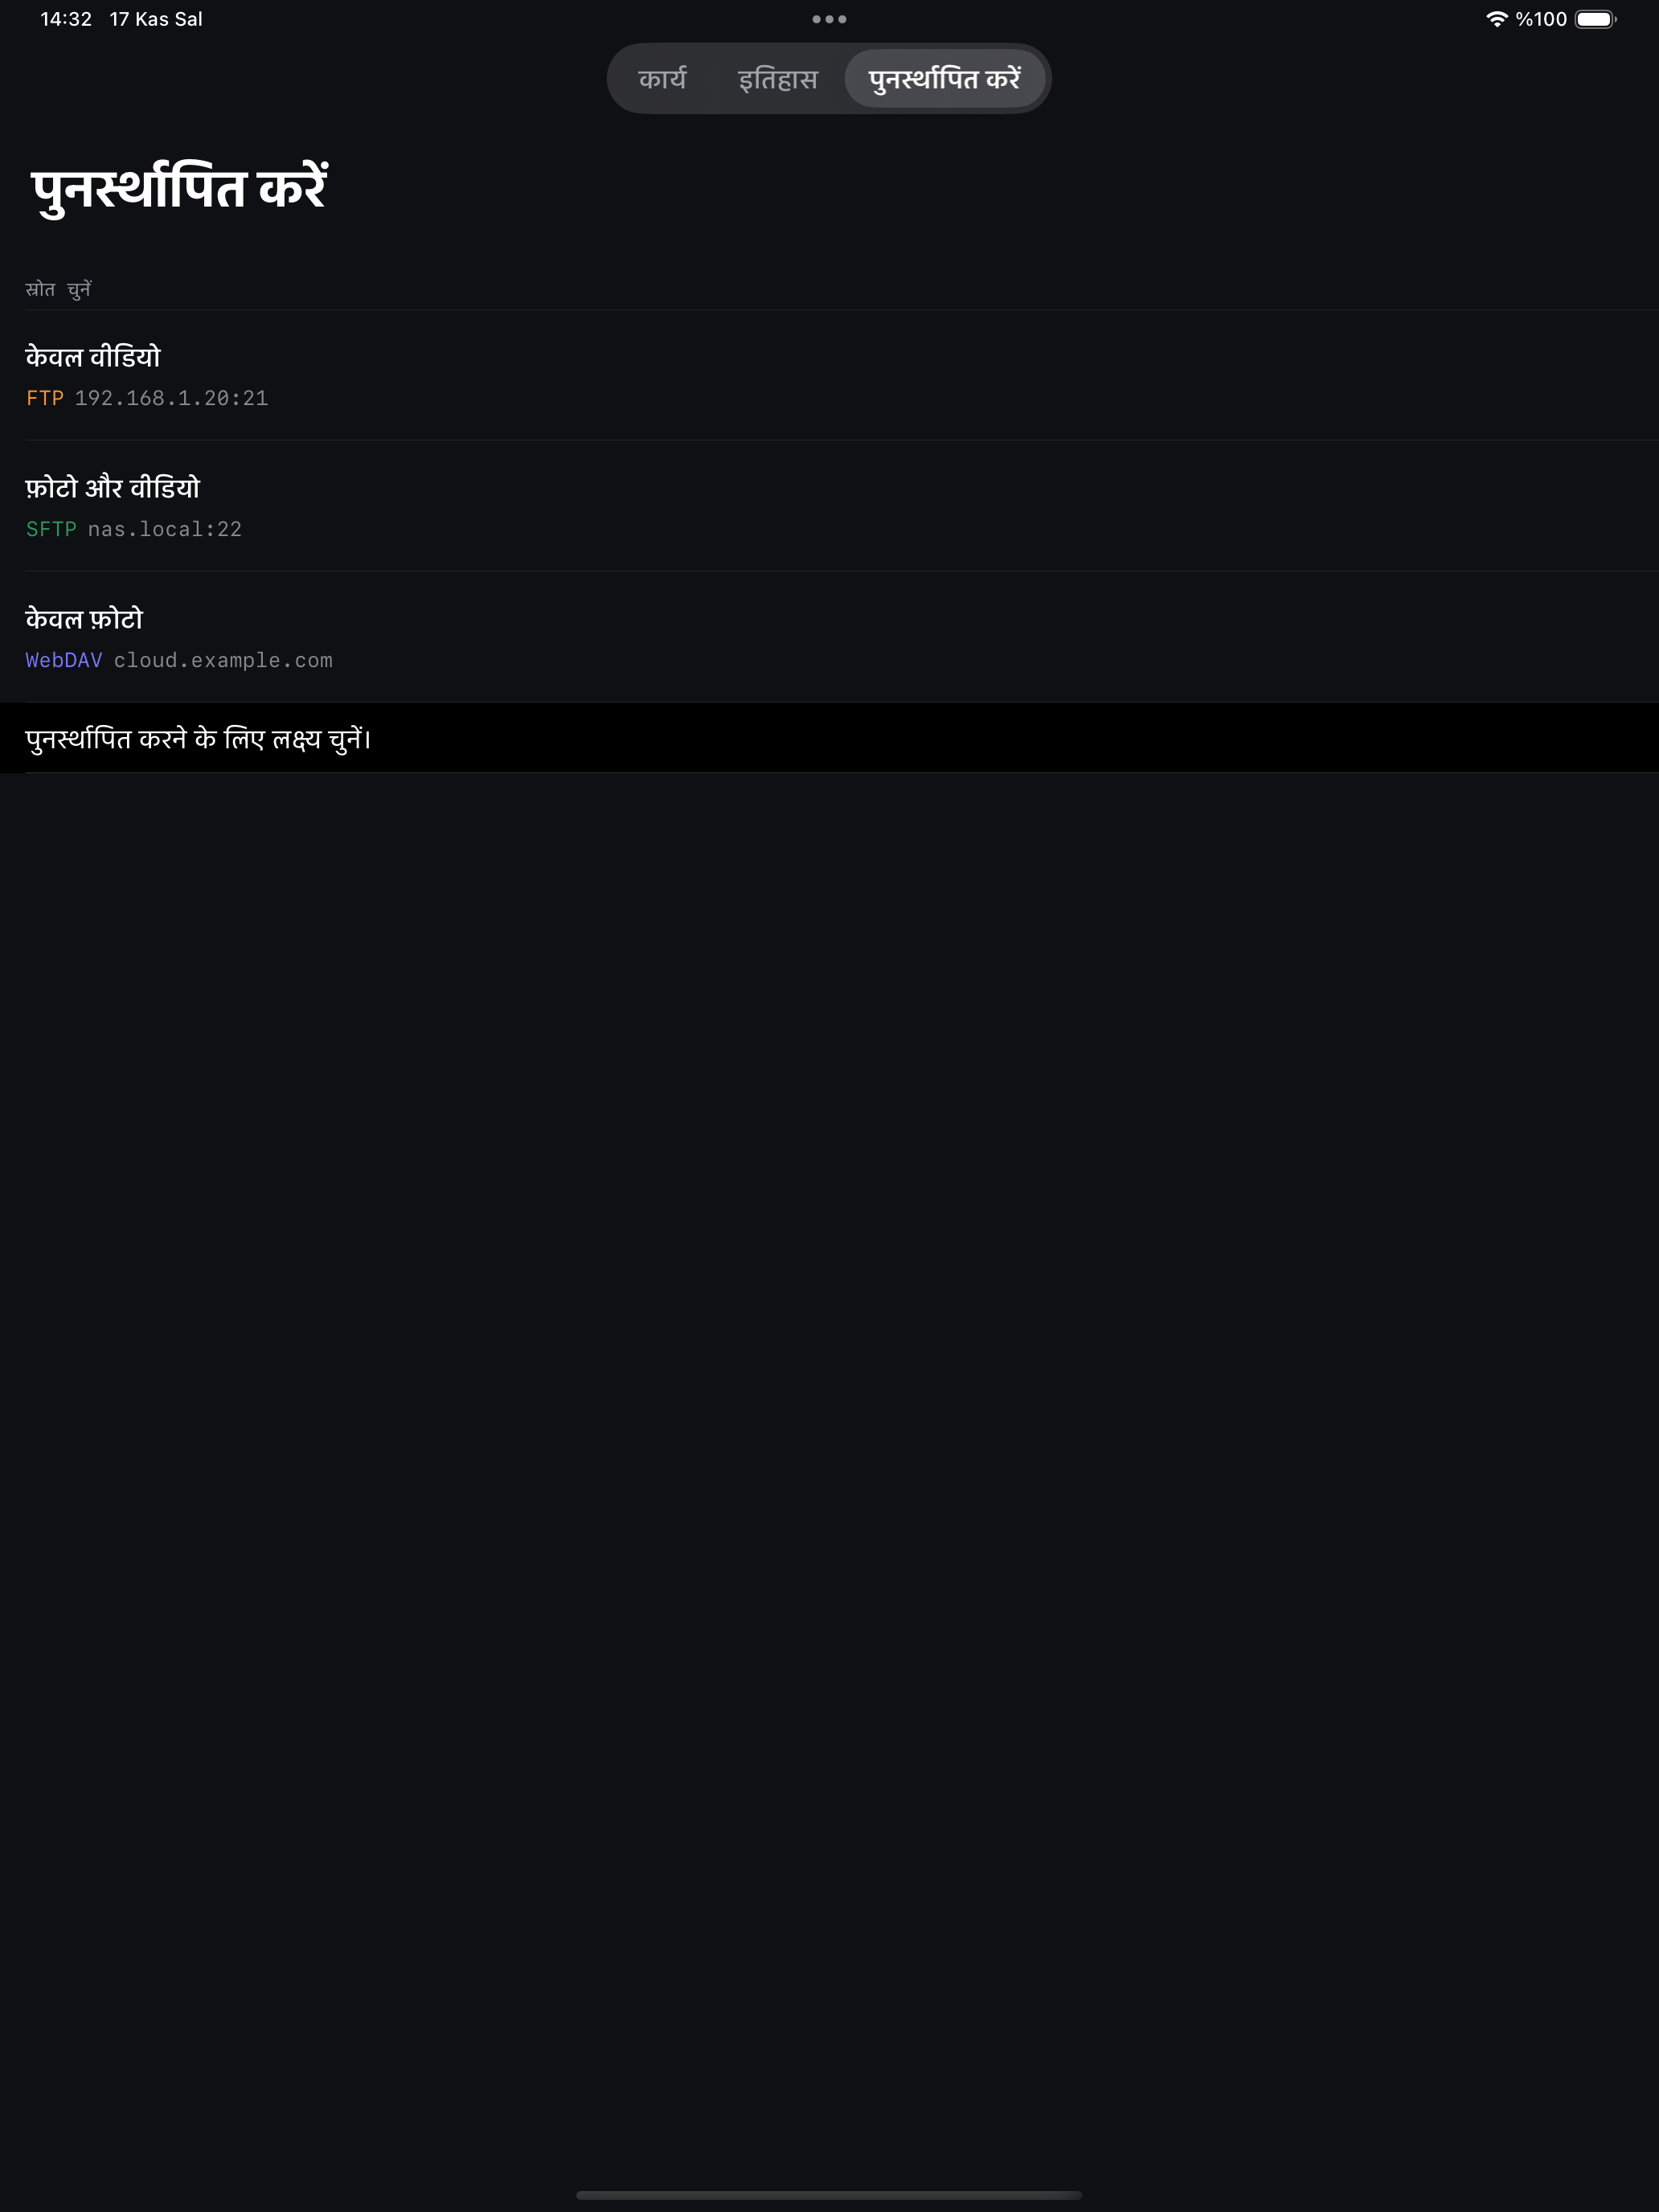 14:32 17 Kas Sal
%100
कार्य इतिहास पुनर्स्थापित करें
पुनर्स्थापित करें
स्रोत चुनें
केवल वीडियो
FTP 192.168.1.20:21
फ़ोटो और वीडियो
SFTP nas.local:22
केवल फ़ोटो
WebDAV cloud.example.com
पुनर्स्थापित करने के लिए लक्ष्य चुनें।